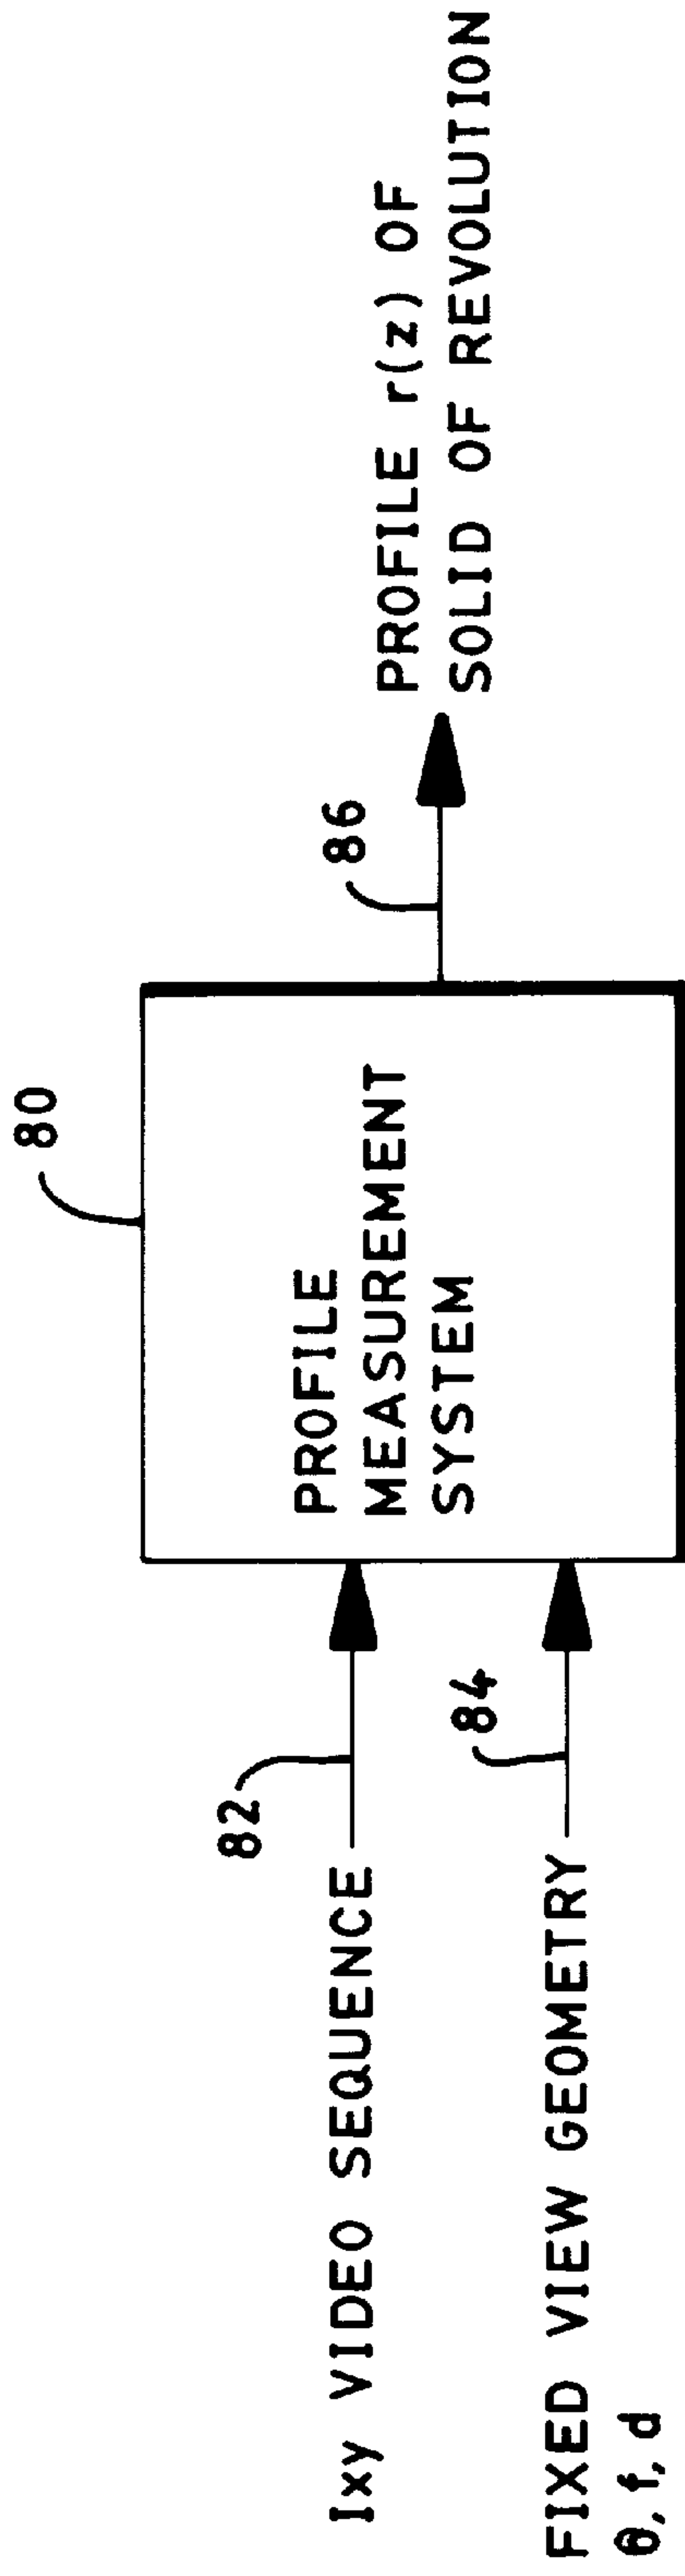 80
PROFILE
MEASUREMENT
SYSTEM
82
Ixy VIDEO SEQUENCE
84
FIXED VIEW GEOMETRY
θ, f, d
86
PROFILE r(z) OF
SOLID OF REVOLUTION